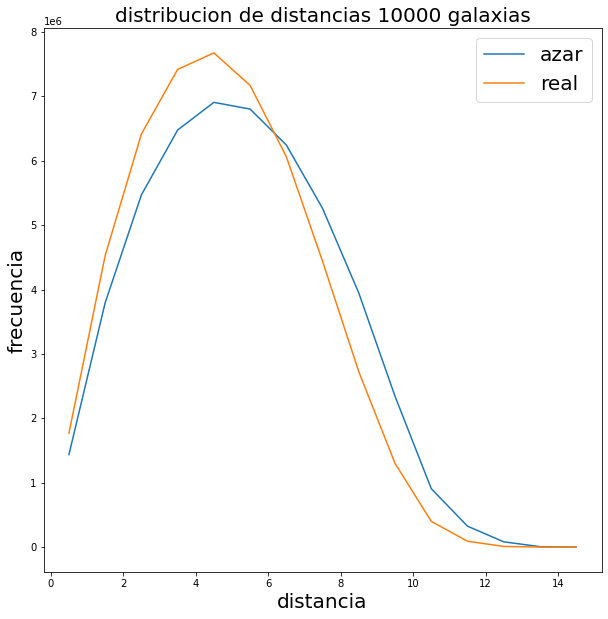 distribucion de distancias 10000 galaxias
1e6
azar
real
8
7
6
5
4
3
2
1
0
frecuencia
0 2 4 6 8 10 12 14
distancia